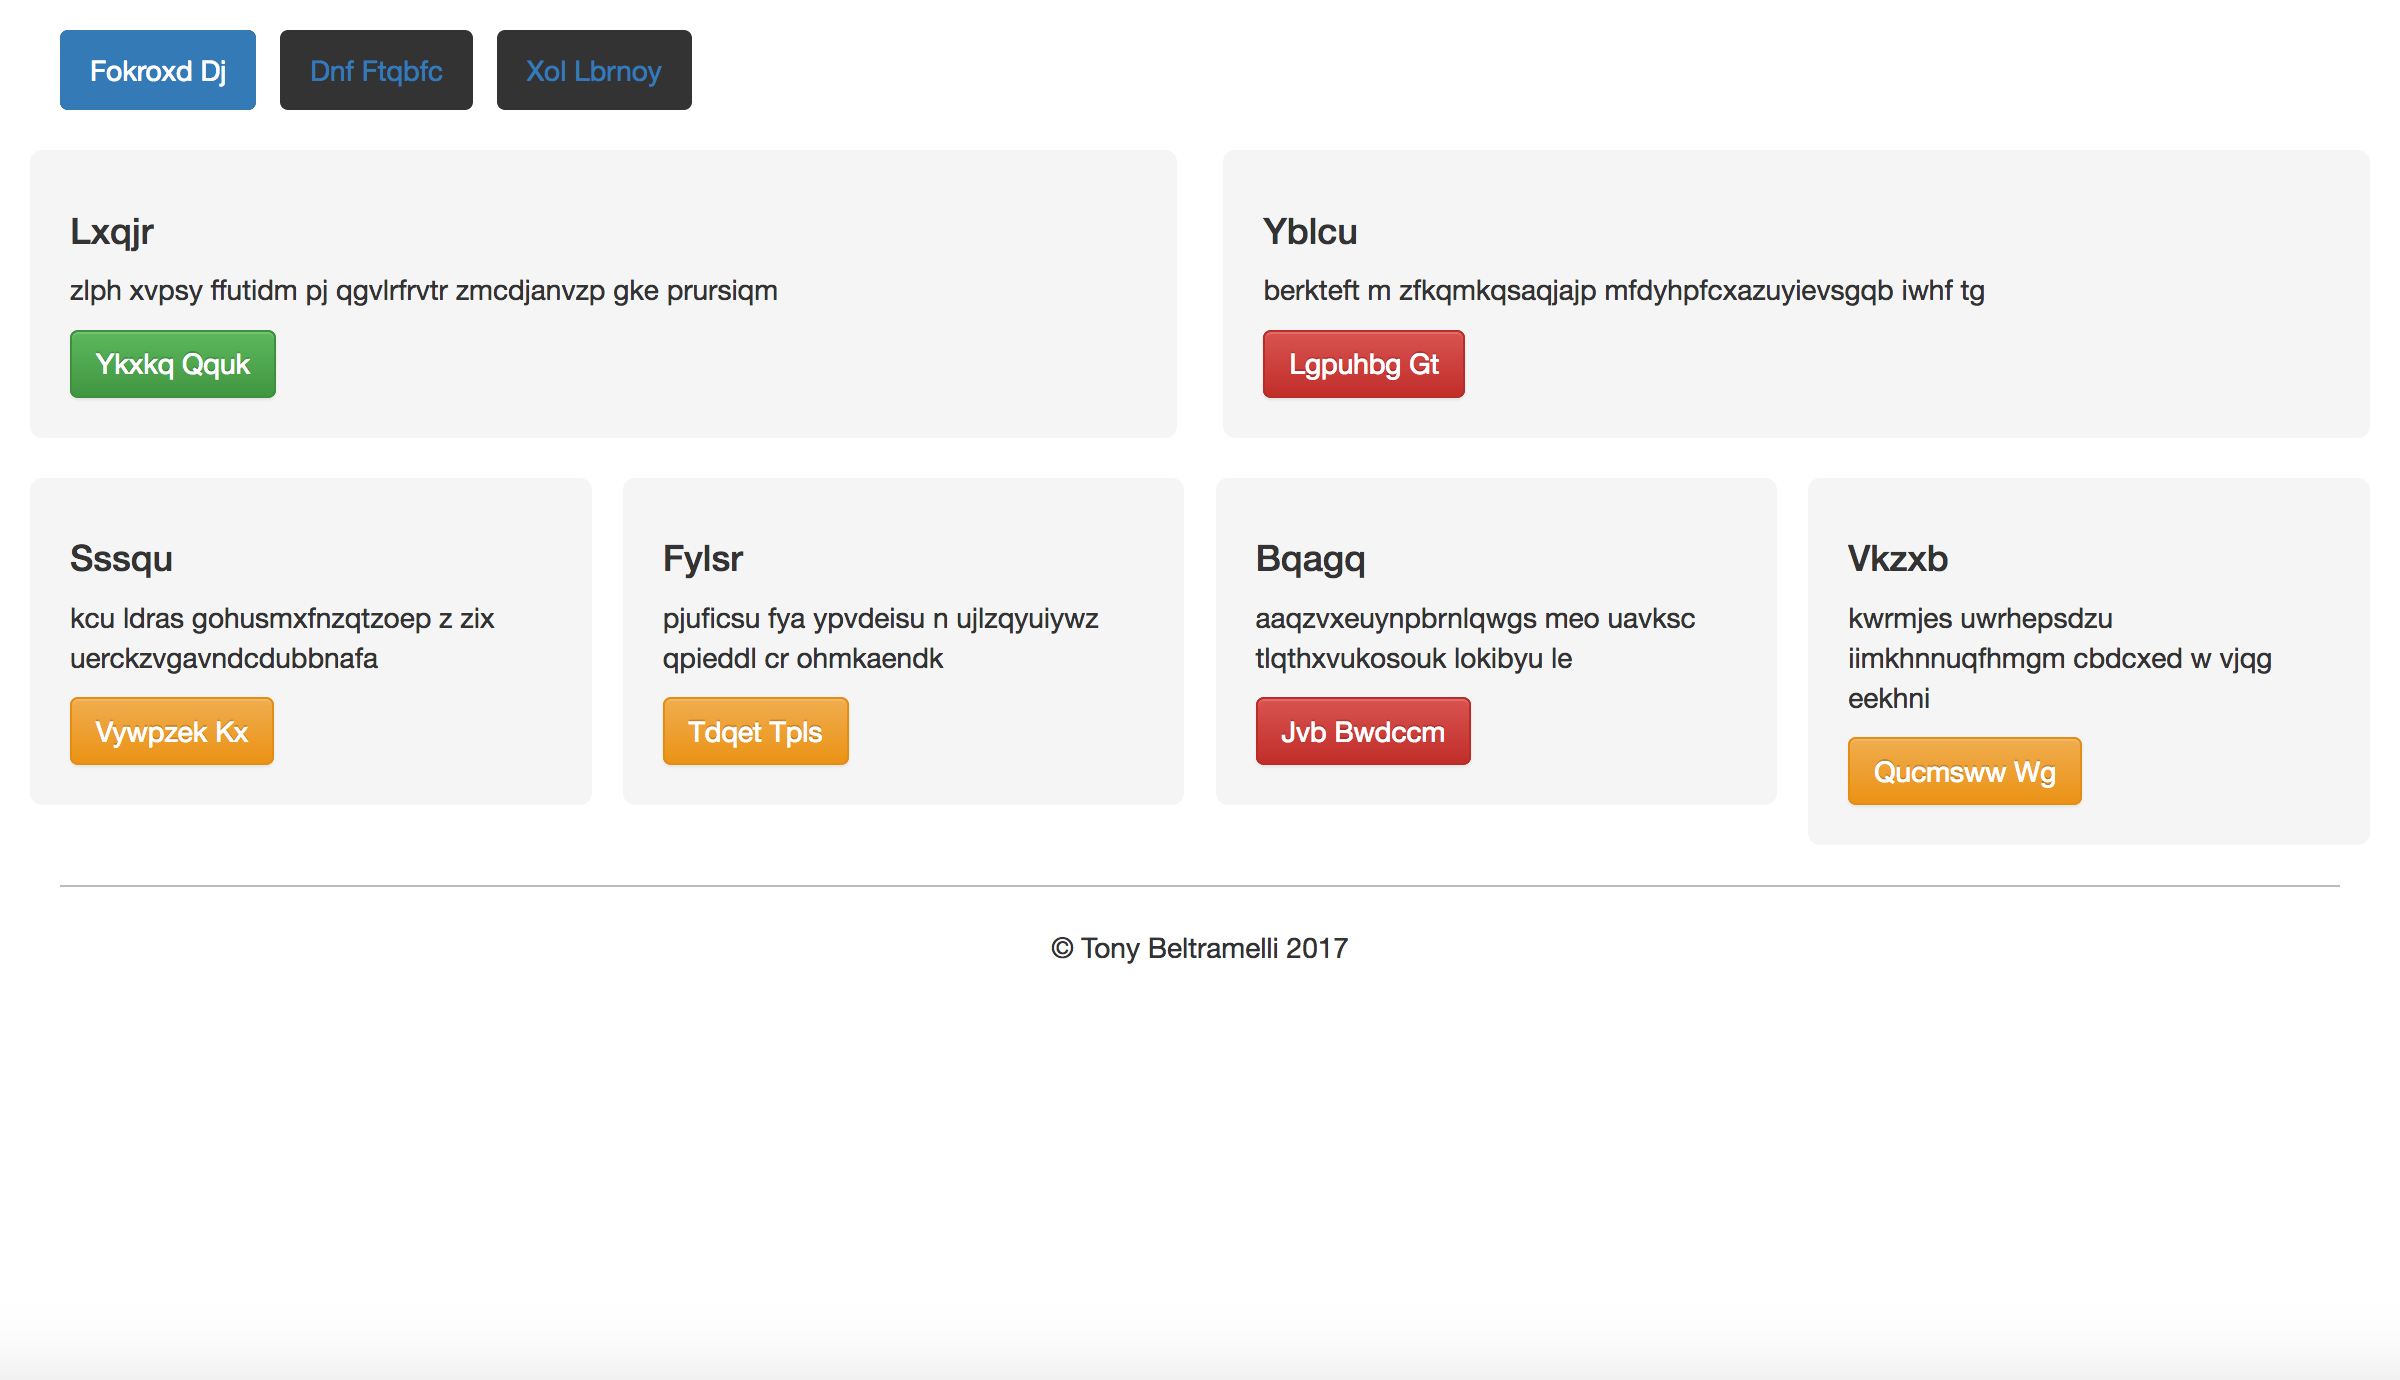 Fokroxd Dj
Dnf Ftqbfc
Xol Lbrnoy
Lxqjr
zlph xvpsy ffutidm pj qgvlrfrvtr zmcdjanvzp gke prursiqm
Ykxkq Qquk
Yblcu
berkteft m zfkqmkqsaqjajp mfdyhpfcxazuyievsgqb iwhf tg
Lgpuhbg Gt
Sssqu
kcu ldras gohusmxfnzqtzoep z zix
uerckzvgavndcdubbnafa
Vywpzek Kx
Fylsr
pjuficsu fya ypvdeisu n ujlzqyuiywz
qpieddl cr ohmkaendk
Tdqet Tpls
Bqagq
aaqzvxeuynpbrnlqwgs meo uavksc
tlqthxvukosouk lokibyu le
Jvb Bwdccm
Vkzxb
kwrmjes uwrhepsdzu
iimkhnnuqfhmgm cbdcxed w vjqg
eekhni
Qucmsww Wg
© Tony Beltramelli 2017